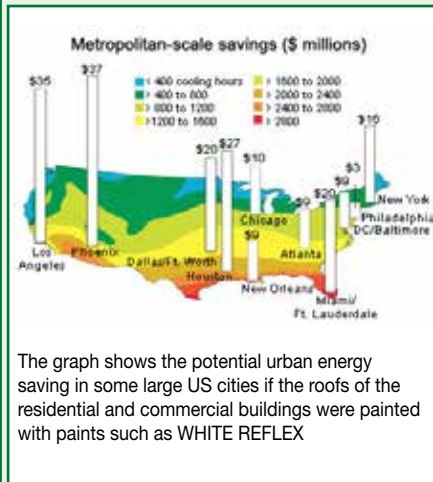 Metropolitan-scale savings ($ millions)
< 400 cooling hours
> 400 to 800
> 800 to 1200
>1200 to 1600
> 1600 to 2000
> 2000 to 2400
> 2400 to 2800
> 2800
$35
$37
$20
$27
$10
$9
$9
$20
$9
$3
$16
Los
Angeles
Phoenix
Dallas/Ft. Worth
Houston
Chicago
New Orleans
Atlanta
Miami/
Ft. Lauderdale
New York
Philadelphia
DC/Baltimore
The graph shows the potential urban energy
saving in some large US cities if the roofs of the
residential and commercial buildings were painted
with paints such as WHITE REFLEX